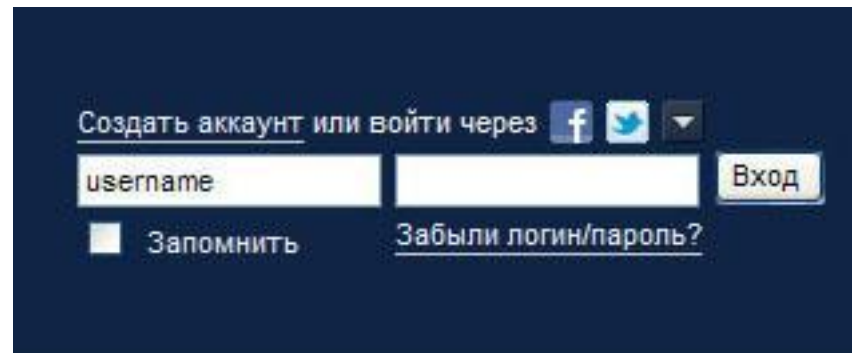 Создать аккаунт или войти через
username Вход
Запомнить Забыли логин/пароль?